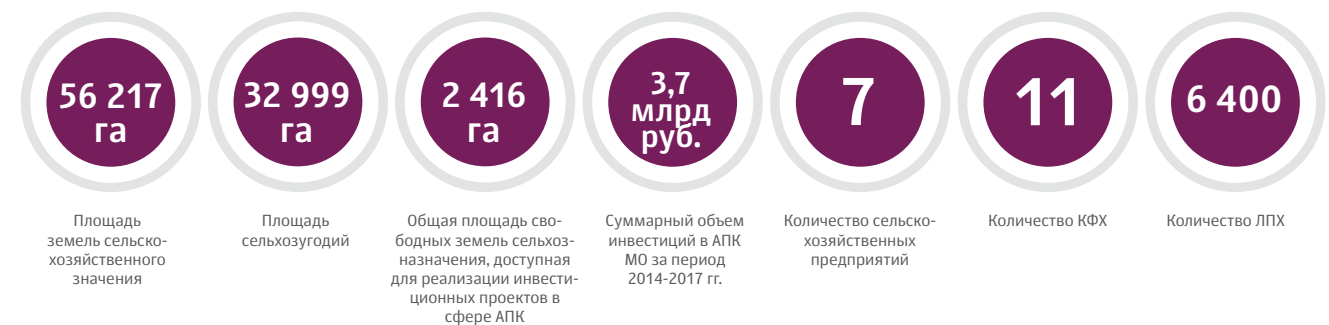 56 217
га
Площадь
земель сельско-
хозяйственного
значения
32 999
га
Площадь
сельхозугодий
2 416
га
Общая площадь сво-
бодных земель сельхоз-
назначения, доступная
для реализации инвести-
ционных проектов в
сфере АПК
3,7
млрд
руб.
Суммарный объем
инвестиций в АПК
МО за период
2014-2017 гг.
7
Количество сельско-
хозяйственных
предприятий
11
Количество КФХ
6 400
Количество ЛПХ